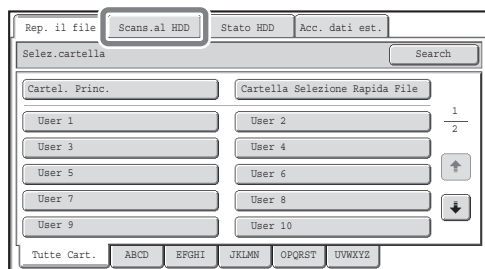 Rep. il file Scans.al HDD Stato HDD Acc. dati est.
Selez.cartella Search
Cartel. Princ. Cartella Selezione Rapida File
User 1 User 2
1
2
User 3 User 4
User 5 User 6
User 7 User 8
User 9 User 10
Tutte Cart. ABCD EFGHI JKLMN OPQRST UVWXYZ